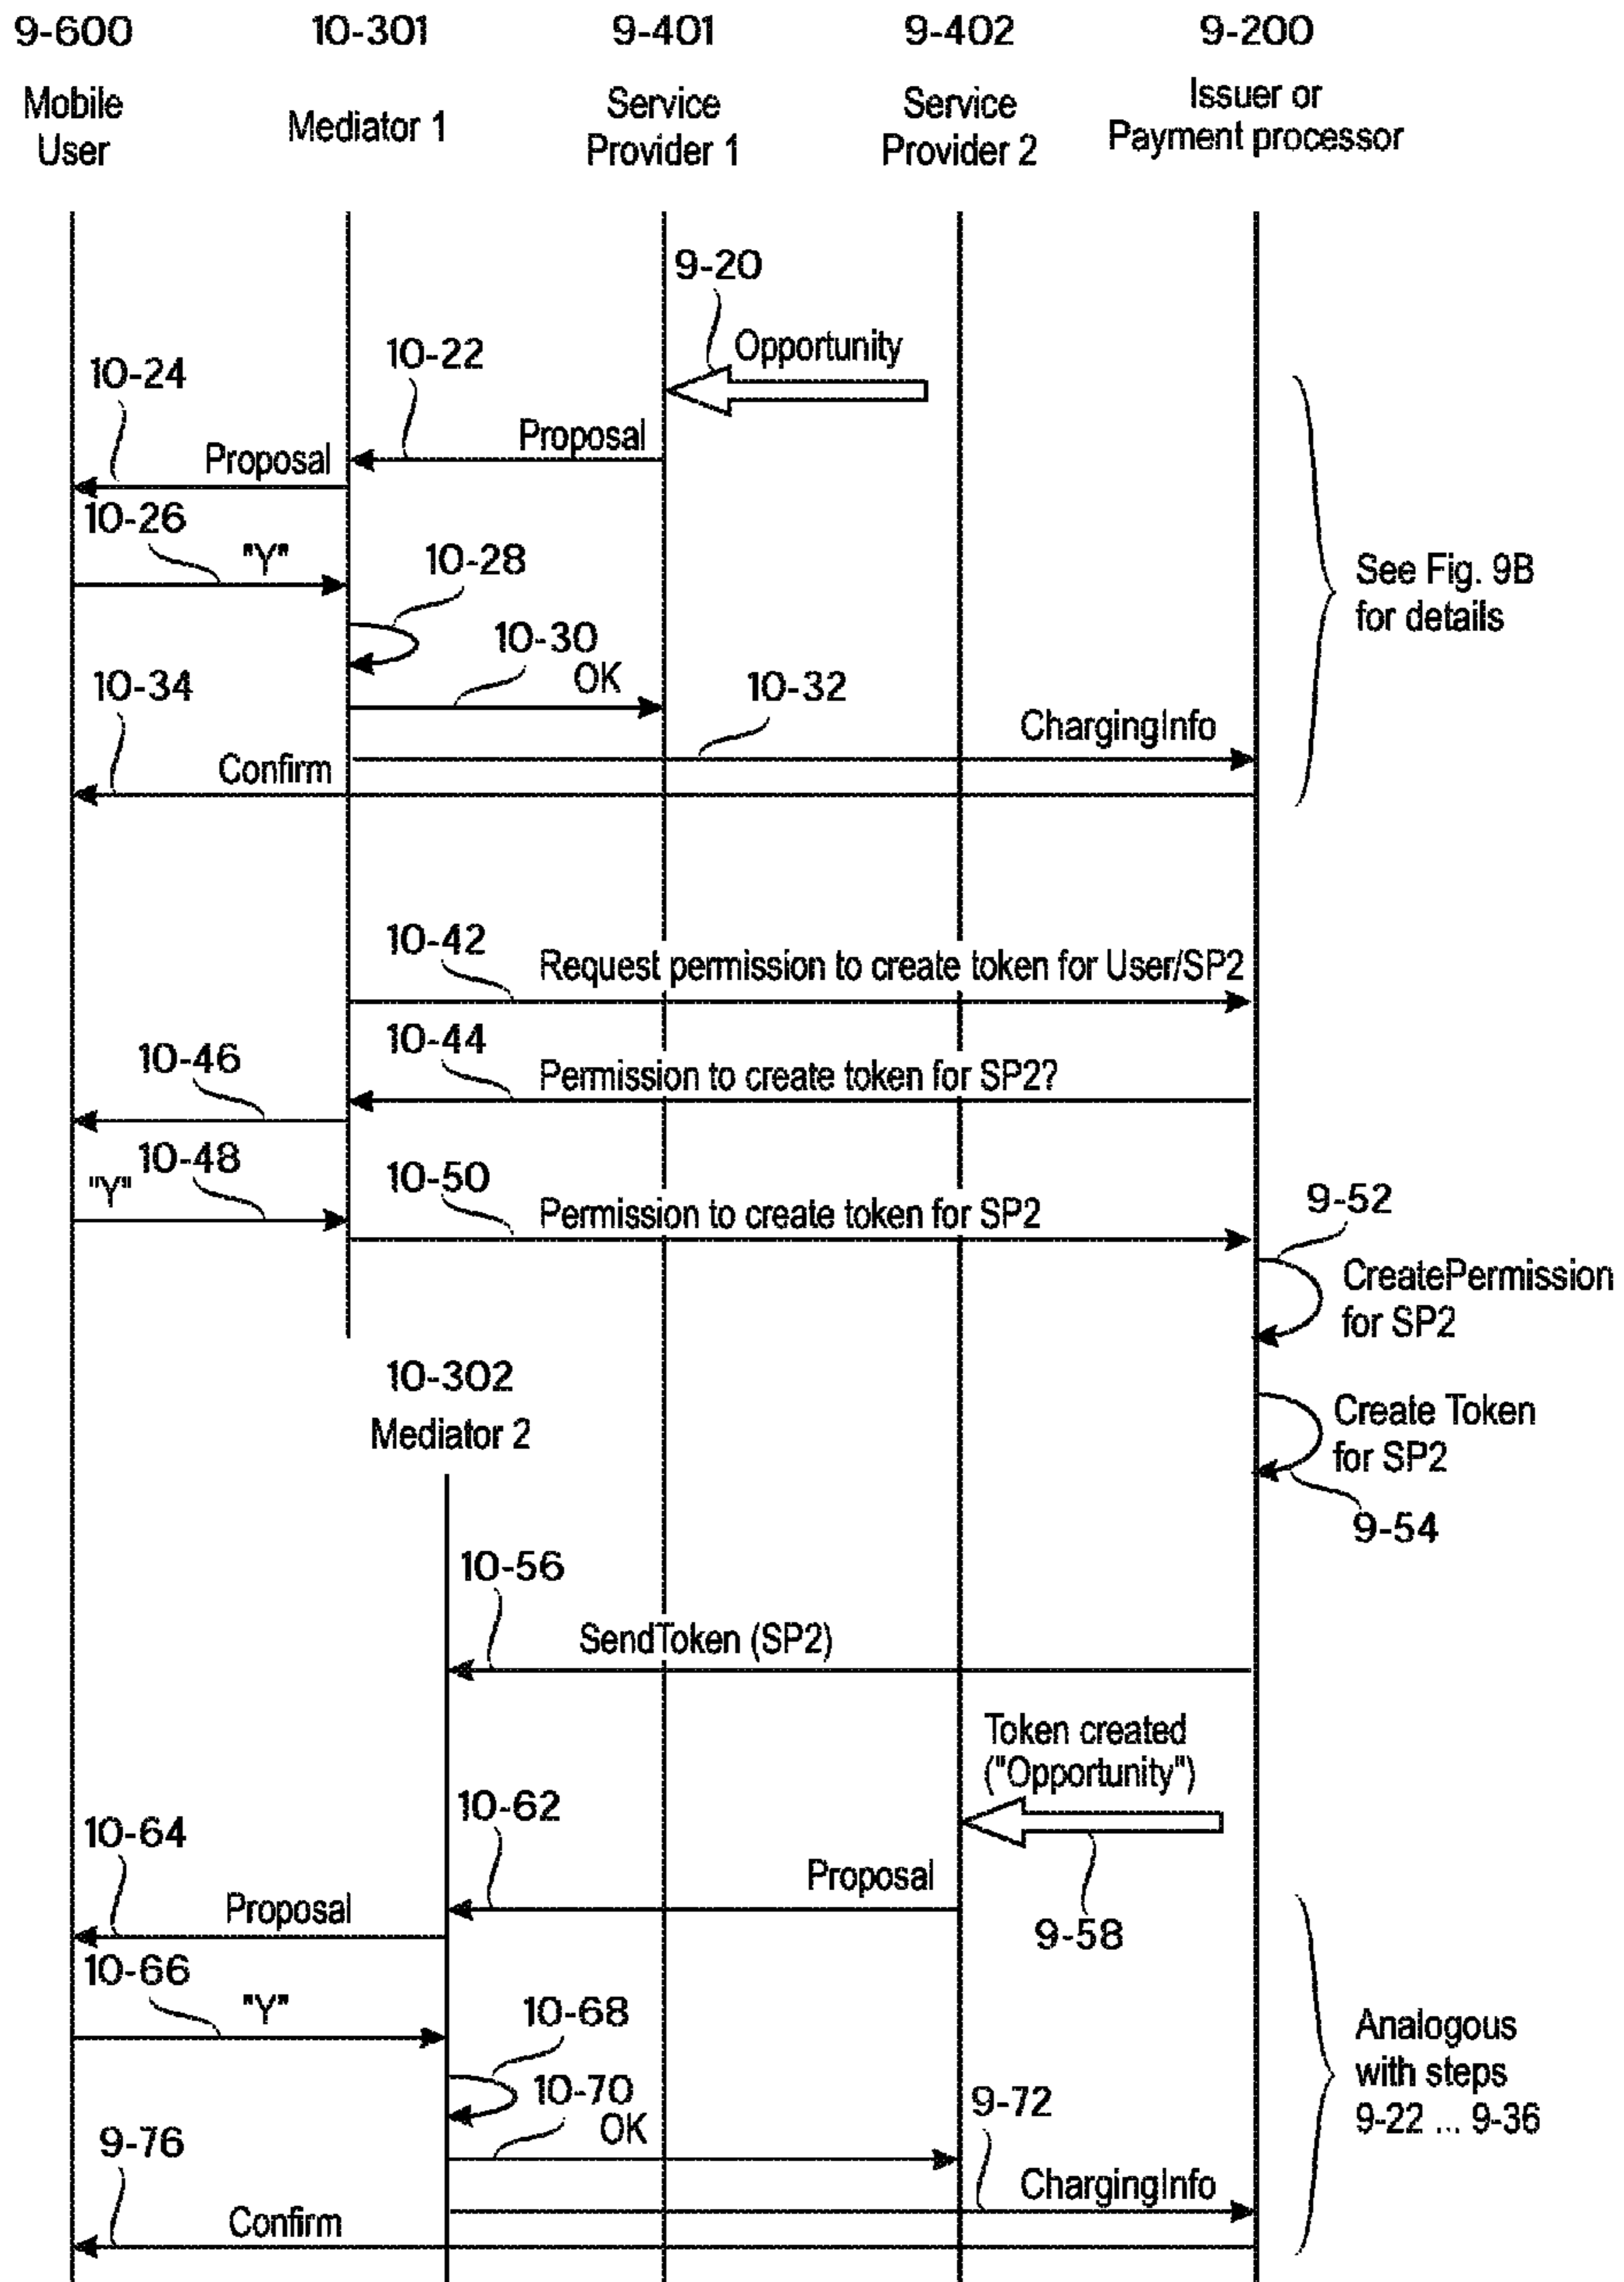 9-600 10-301 9-401 9-402 9-200
Mobile User
Mediator 1
Service Provider 1
Service Provider 2
Issuer or Payment processor
9-20
Opportunity
10-22
10-24
Proposal
Proposal
10-26
"Y"
10-28
See Fig. 9B
for details
10-30
OK
10-34
10-32
ChargingInfo
Confirm
10-42
Request permission to create token for User/SP2
10-44
10-46
Permission to create token for SP2?
10-48
"Y"
10-50
Permission to create token for SP2
9-52
CreatePermission
for SP2
10-302
Mediator 2
Create Token
for SP2
9-54
10-56
SendToken (SP2)
Token created
("Opportunity")
10-62
10-64
Proposal
Proposal
9-58
10-66
"Y"
10-68
Analogous
with steps
9-22 ... 9-36
10-70
OK
9-72
9-76
ChargingInfo
Confirm